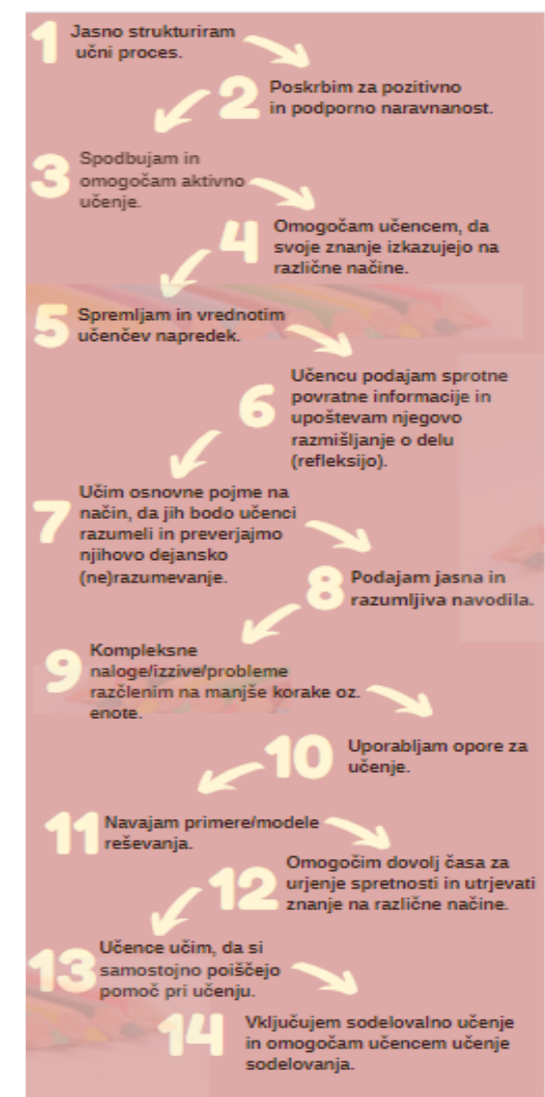 1
Jasno strukturiram
učni proces.
2
Poskrbim za pozitivno
in podporno naravnanost.
3
Spodbujam in
omogočam aktivno
učenje.
4
Omogočam učencem, da
svoje znanje izkazujejo na
različne načine.
5
Spremljam in vrednotim
učenčev napredek.
6
Učencu podajam sprotne
povratne informacije in
upoštevam njegovo
razmišljanje o delu
(refleksijo).
7
Učim osnovne pojme na
način, da jih bodo učenci
razumeli in preverjajmo
njihovo dejansko
(ne)razumevanje.
8
Podajam jasna in
razumljiva navodila.
9
Kompleksne
naloge/izzive/probleme
razčlenim na manjše korake oz.
enote.
10
Uporabljam opore za
učenje.
11
Navajam primere/modele
reševanja.
12
Omogočim dovolj časa za
urjenje spretnosti in utrjevati
znanje na različne načine.
13
Učence učim, da si
samostojno poiščejo
pomoč pri učenju.
14
Vključujem sodelovalno učenje
in omogočam učencem učenje
sodelovanja.